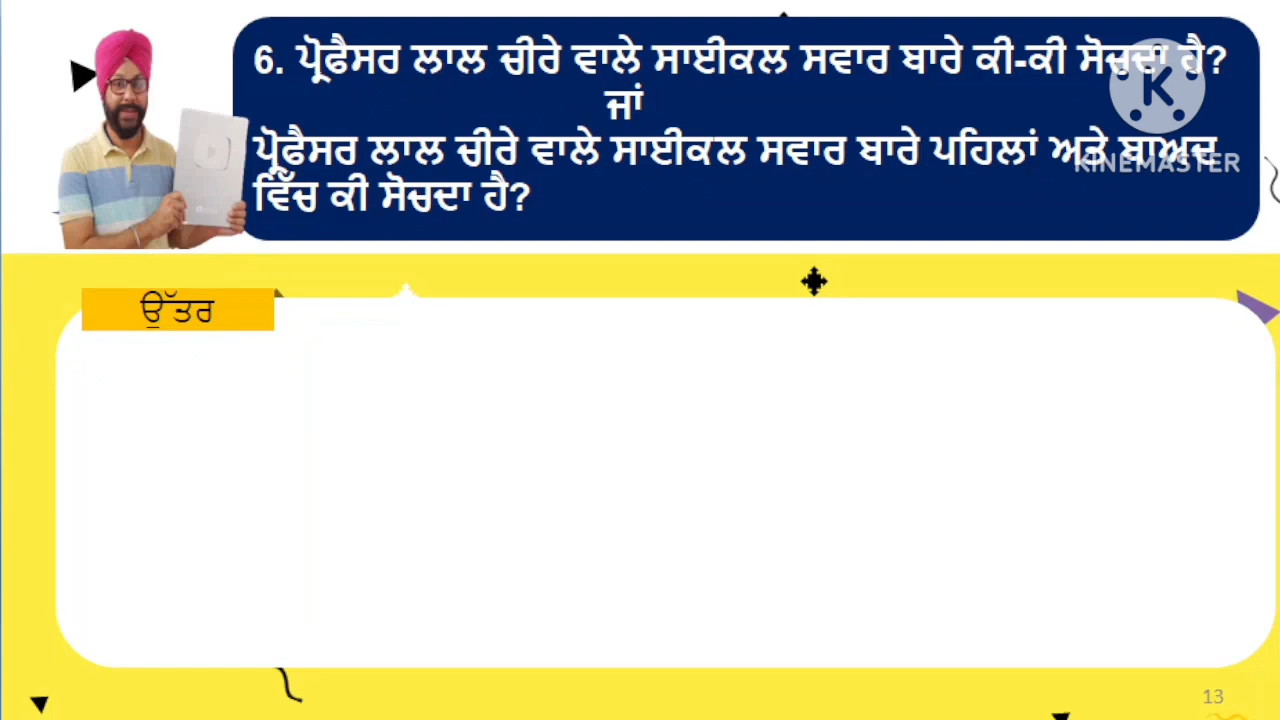 6. ਪ੍ਰੋਫੈਸਰ ਲਾਲ ਚੀਰੇ ਵਾਲੇ ਸਾਈਕਲ ਸਵਾਰ ਬਾਰੇ ਕੀ-ਕੀ ਸੋਚਦਾ ਹੈ?
ਜਾਂ
ਪ੍ਰੋਫੈਸਰ ਲਾਲ ਚੀਰੇ ਵਾਲੇ ਸਾਈਕਲ ਸਵਾਰ ਬਾਰੇ ਪਹਿਲਾਂ ਅਤੇ ਬਾਅਦ
ਵਿੱਚ ਕੀ ਸੋਚਦਾ ਹੈ?
K
KINEMASTER
ਉੱਤਰ
13